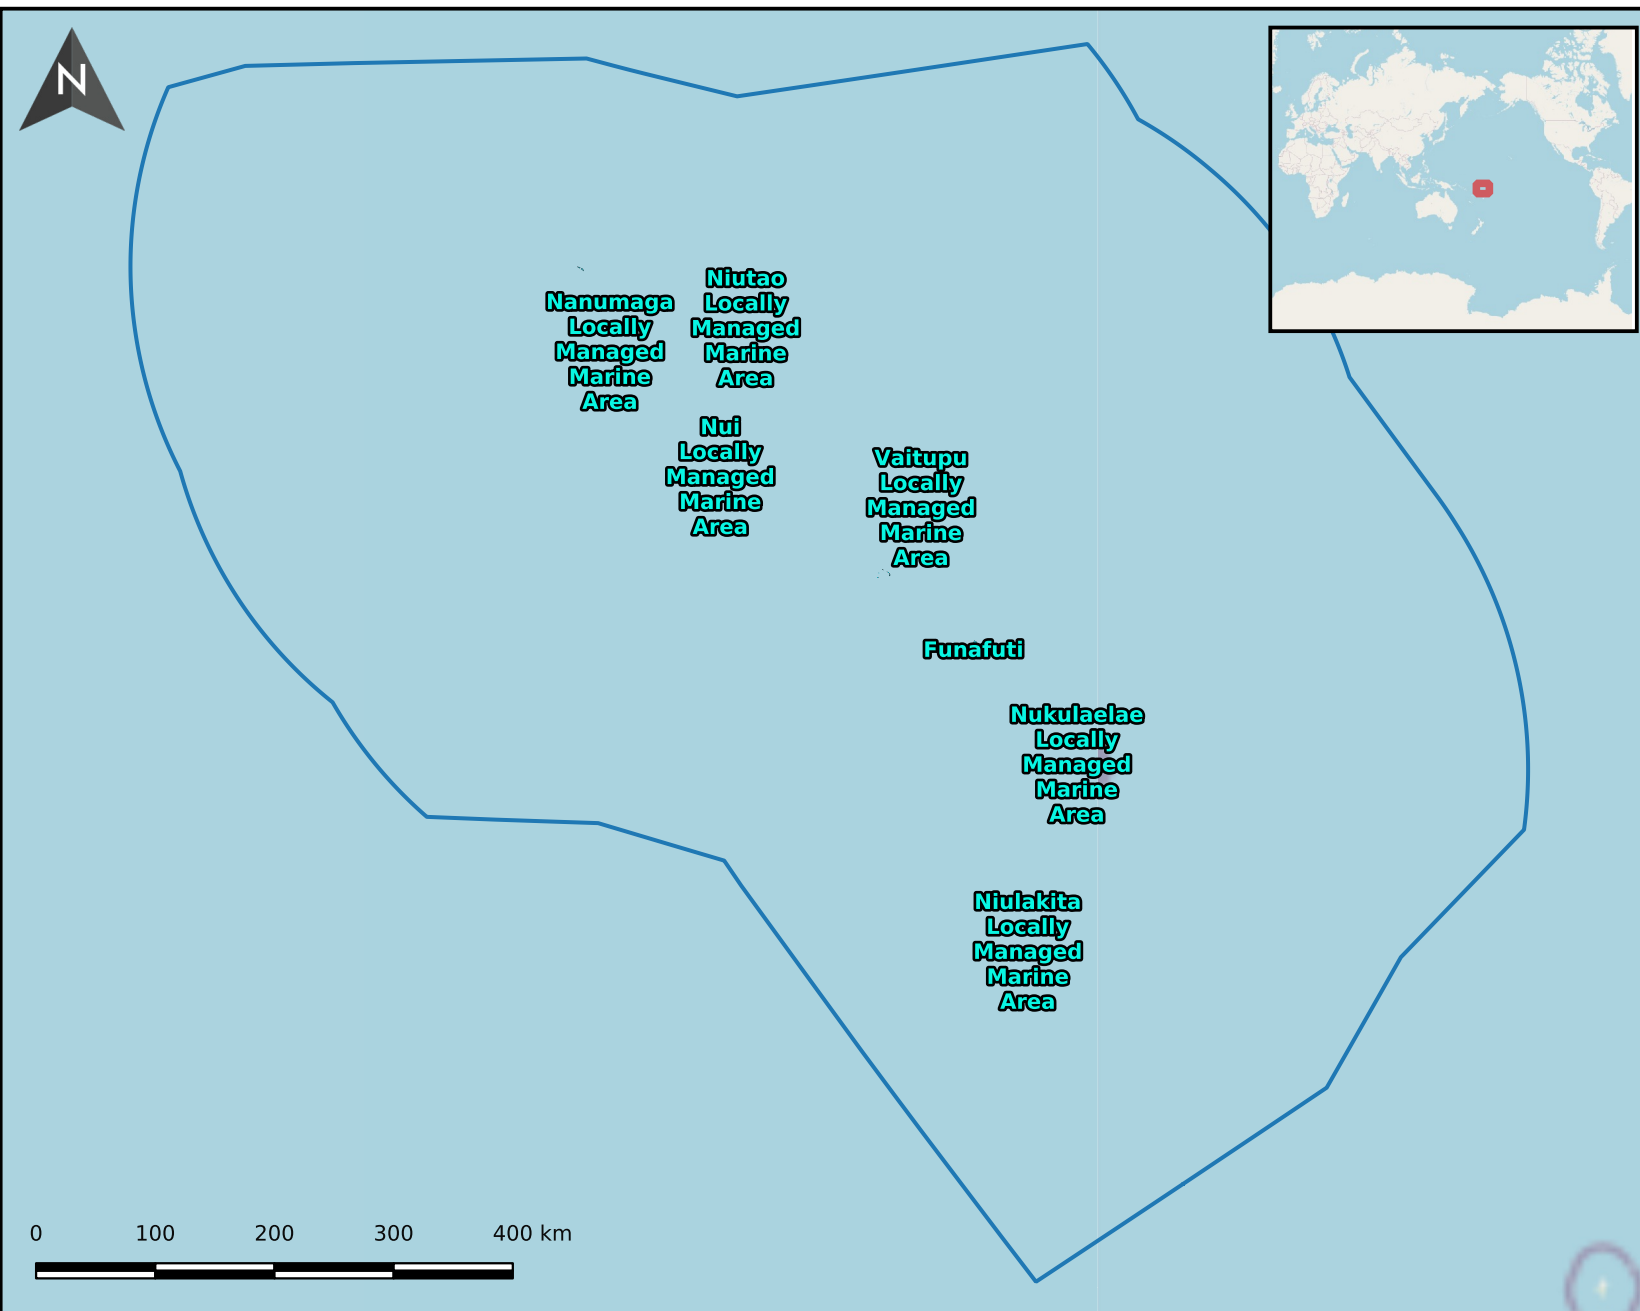 N
Niutao
Locally
Managed
Marine
Area
Nanumaga
Locally
Managed
Marine
Area
Nui
Locally
Managed
Marine
Area
Vaitupu
Locally
Managed
Marine
Area
Funafuti
Nukulaelae
Locally
Managed
Marine
Area
Niulakita
Locally
Managed
Marine
Area
0 100 200 300 400 km